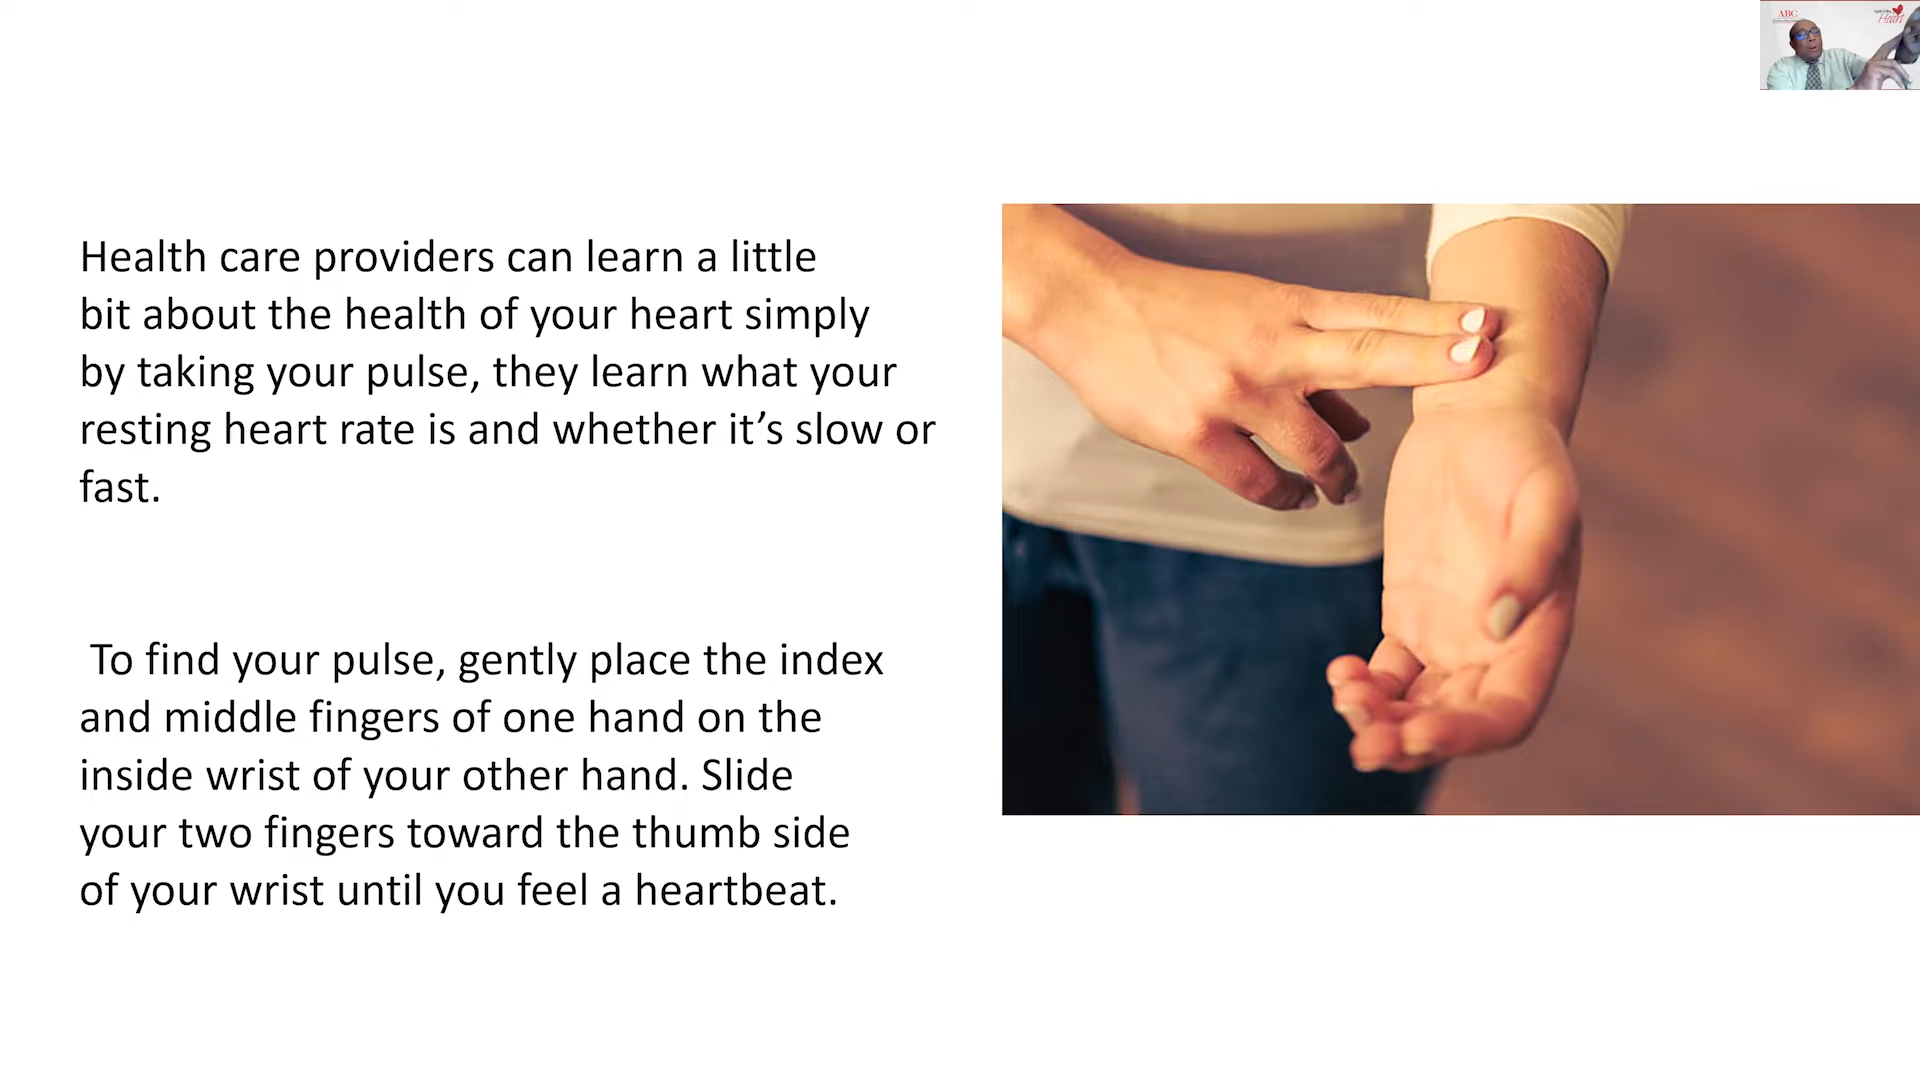 ABC
Heart
Health care providers can learn a little
bit about the health of your heart simply
by taking your pulse, they learn what your
resting heart rate is and whether it’s slow or
fast.
To find your pulse, gently place the index
and middle fingers of one hand on the
inside wrist of your other hand. Slide
your two fingers toward the thumb side
of your wrist until you feel a heartbeat.